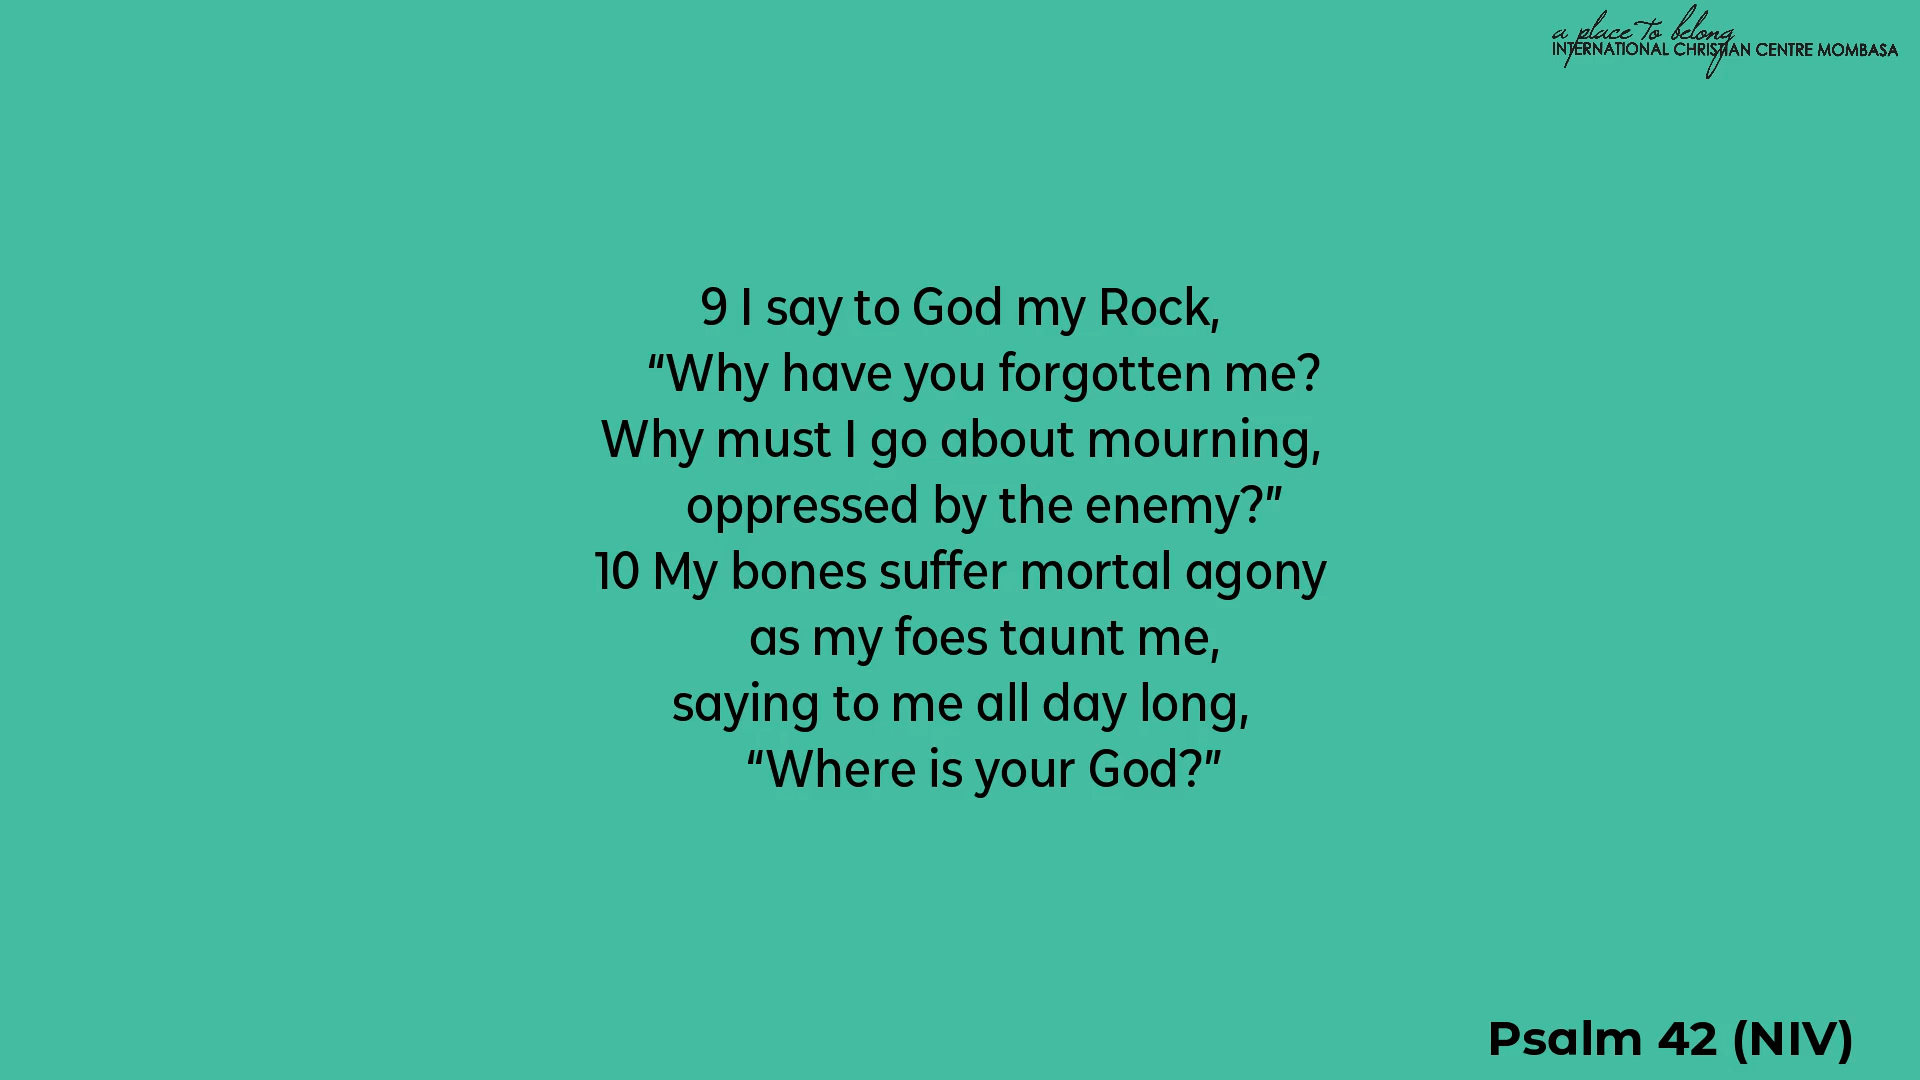 a place to belong
INTERNATIONAL CHRISTIAN CENTRE MOMBASA
9 I say to God my Rock,
“Why have you forgotten me?
Why must I go about mourning,
oppressed by the enemy?”
10 My bones suffer mortal agony
as my foes taunt me,
saying to me all day long,
“Where is your God?”
Psalm 42 (NIV)